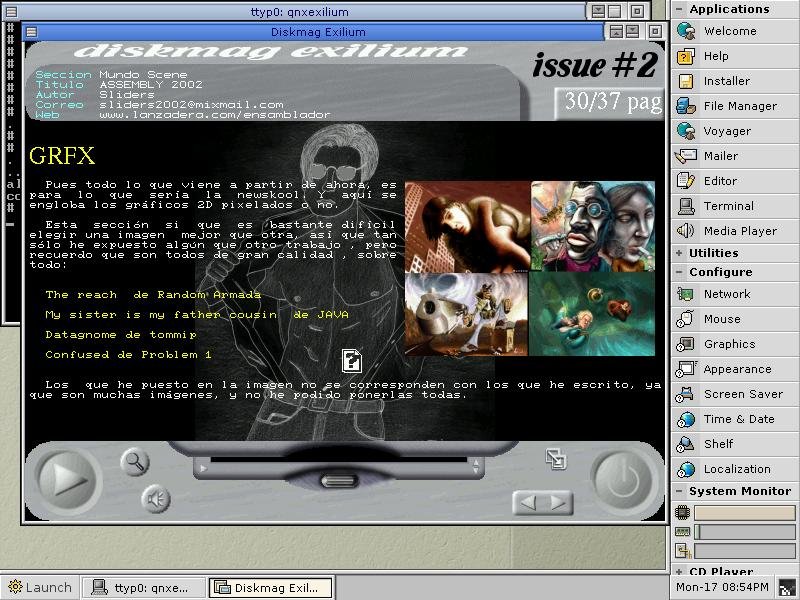 ttyp0: qnxexilium
Diskmag Exilium
diskmag exilium
issue #2
30/37 pag
Seccion Mundo Scene
Titulo ASSEMBLY 2002
Autor Sliders
Correo sliders2002@mixmail.com
Web www.lanzadera.com/ensamblador
GRFX
Pues todo lo que viene a partir de ahora, es
para lo que sería la newskool. Y aquí se
engloba los gráficos 2D pixelados o no.
Esta sección si que es bastante difícil
elegir una imagen mejor que otra, así que tan
sólo he expuesto algún que otro trabajo , pero
recuerdo que son todos de gran calidad , sobre
todo:
The reach de Random Armada
My sister is my father cousin de JAVA
Datagnome de tommip
Confused de Problem 1
Los que he puesto en la imagen no se corresponden con los que he escrito, ya
que son muchas imágenes, y no he podido ponerlas todas.
Applications
Welcome
Help
Installer
File Manager
Voyager
Mailer
Editor
Terminal
Media Player
Utilities
Configure
Network
Mouse
Graphics
Appearance
Screen Saver
Time & Date
Shelf
Localization
System Monitor
CD Player
Launch
ttyp0: qnxe...
Diskmag Exil...
Mon-17 08:54PM